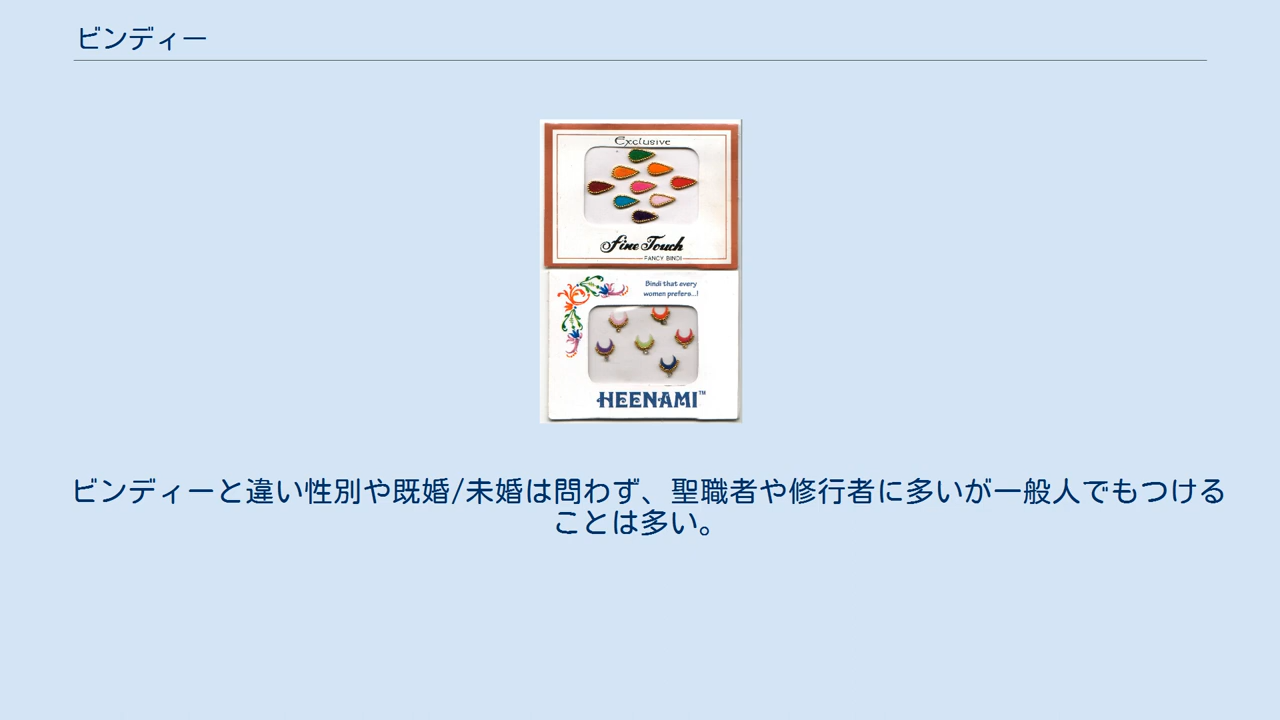 ビンディー
Exclusive
Fine Touch
FANCY BINDI
Bindi that every
women prefers...!
HEENAMI™
ビンディーと違い性別や既婚/未婚は問わず、聖職者や修行者に多いが一般人でもつける
ことは多い。